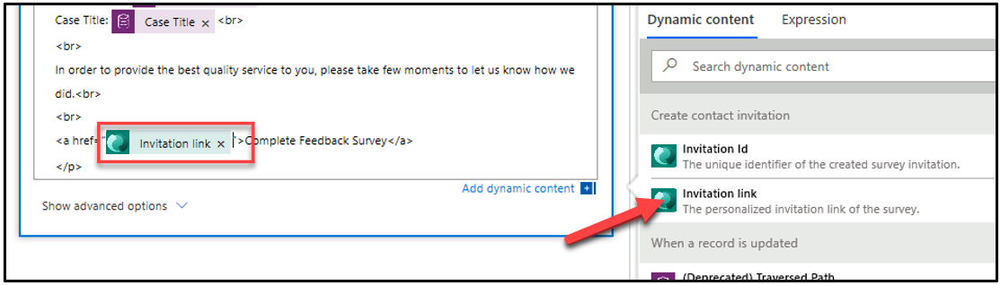 Case Title: Case Title × <br>
<br>
In order to provide the best quality service to you, please take few moments to let us know how we
did.<br>
<br>
<a href="Invitation link ×">Complete Feedback Survey</a>
</p>
Add dynamic content
Show advanced options
Dynamic content Expression
Search dynamic content
Create contact invitation
Invitation Id
The unique identifier of the created survey invitation.
Invitation link
The personalized invitation link of the survey.
When a record is updated
(Deprecated) Traversed Path